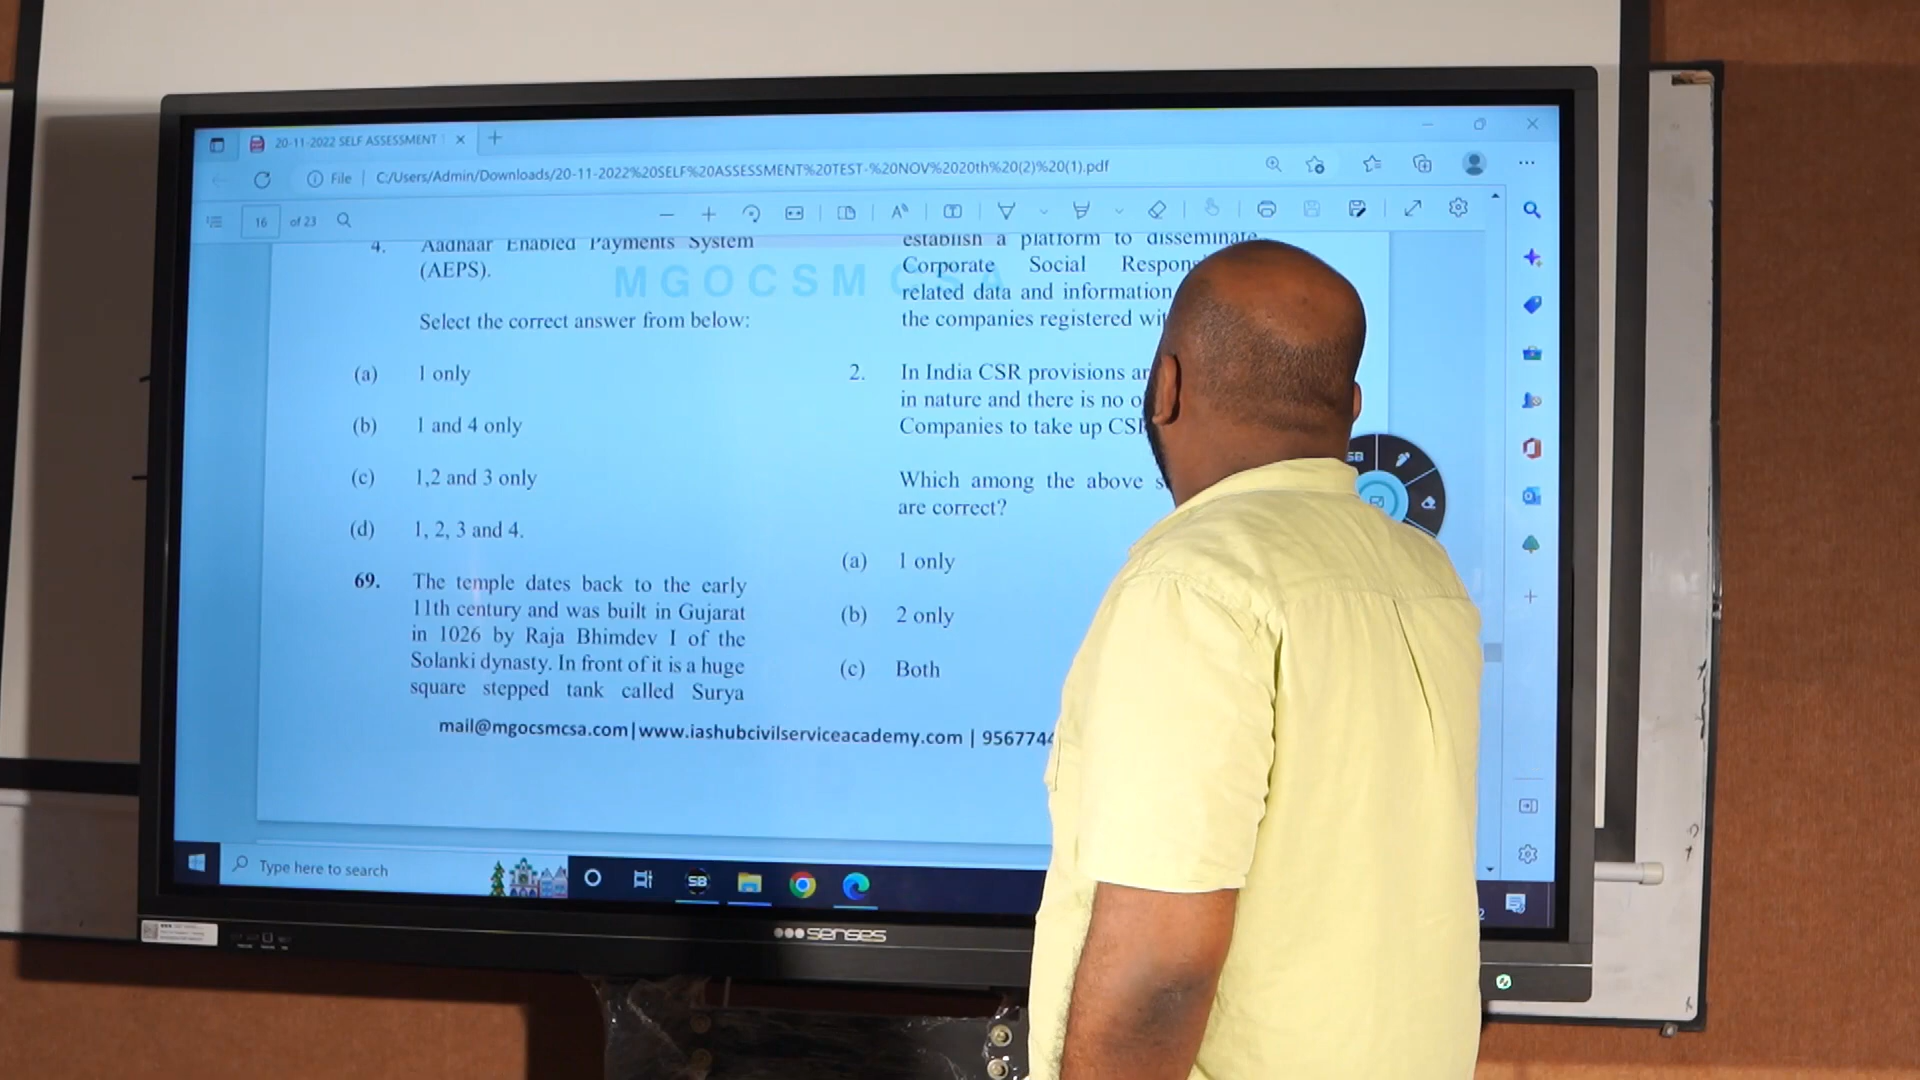 20-11-2022 SELF ASSESSMENT
File
C:/Users/Admin/Downloads/20-11-2022%20SELF%20ASSESSMENT%20TEST-%20NOV%2020th%20(2)%20(1).pdf
16
of 23
4. Aadhaar Enabled Payments System
(AEPS).
MGOCSM CSA
Select the correct answer from below:
(a) 1 only
(b) 1 and 4 only
(c) 1,2 and 3 only
(d) 1, 2, 3 and 4.
69. The temple dates back to the early
11th century and was built in Gujarat
in 1026 by Raja Bhimdev I of the
Solanki dynasty. In front of it is a huge
square stepped tank called Surya
establish a platform to disseminate
Corporate Social
related data and information
the companies registered
2. In India CSR provisions
in nature and there is no
Companies to take up
Which among the above
are correct?
(a) 1 only
(b) 2 only
(c) Both
mail@mgocsmcsa.com|www.iashubcivilserviceacademy.com | 956774
SB
Type here to search
SB
senses